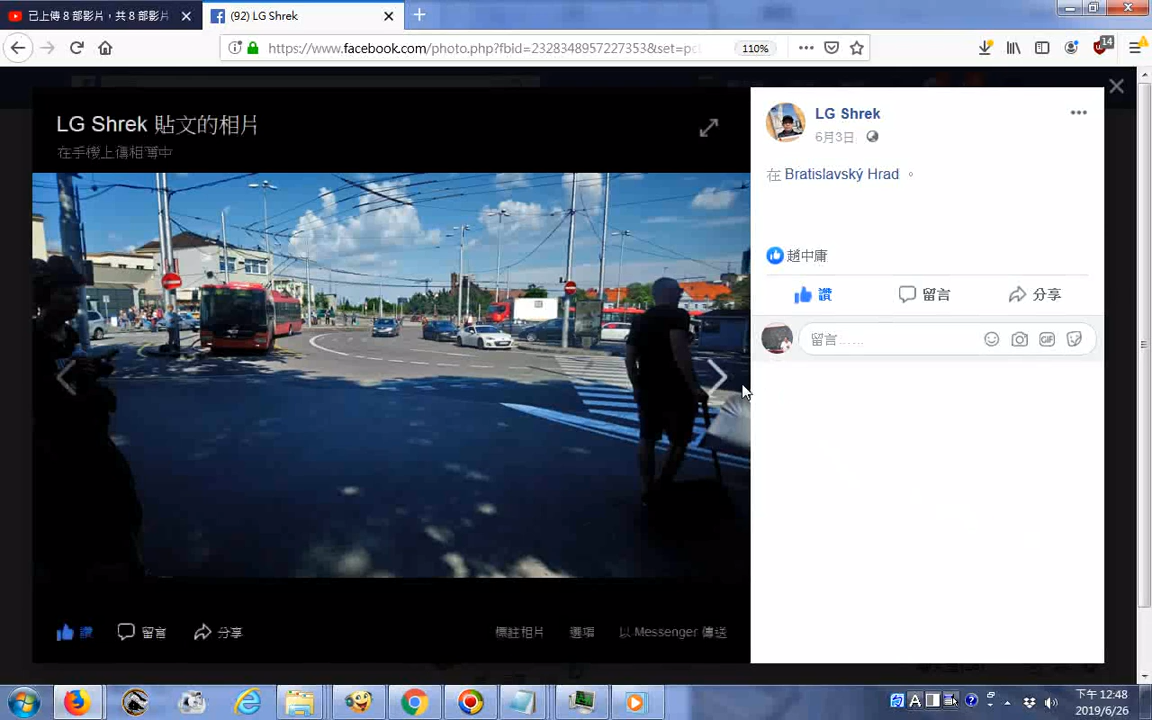 已上傳 8 部影片，共 8 部影片
(92) LG Shrek
https://www.facebook.com/photo.php?fbid=2328348957227353&set=pc
110%
14
LG Shrek 貼文的相片
在手機上傳相簿中
LG Shrek
6月3日
在 Bratislavský Hrad 。
趙中庸
讚 留言 分享
留言......
GIF
讚 留言 分享 標註相片 選項 以 Messenger 傳送
下午 12:48
2019/6/26